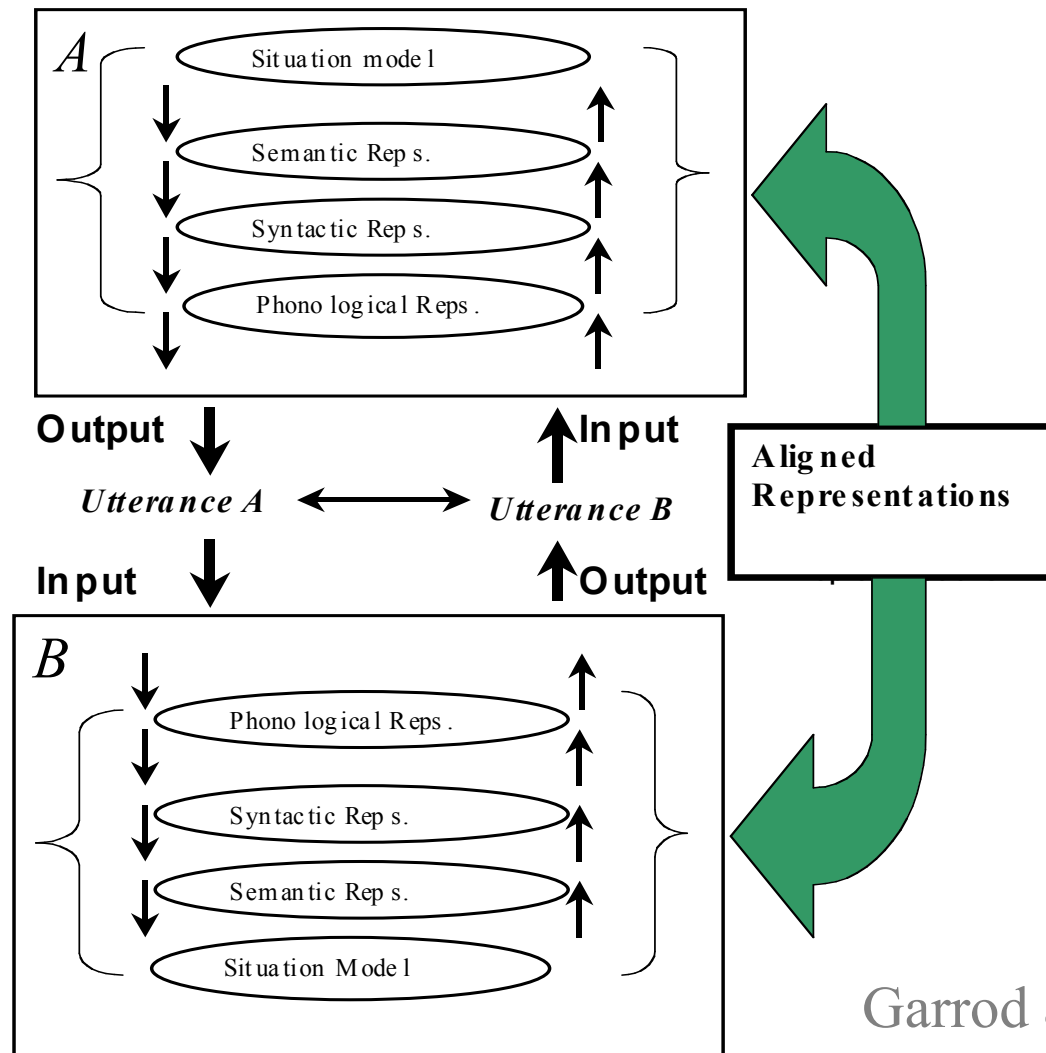 A
Situation model
Semantic Reps.
Syntactic Reps.
Phonological Reps.
Output
Input
Utterance A
Utterance B
Aligned
Representations
Input
Output
B
Phonological Reps.
Syntactic Reps.
Semantic Reps.
Situation Model
Garrod